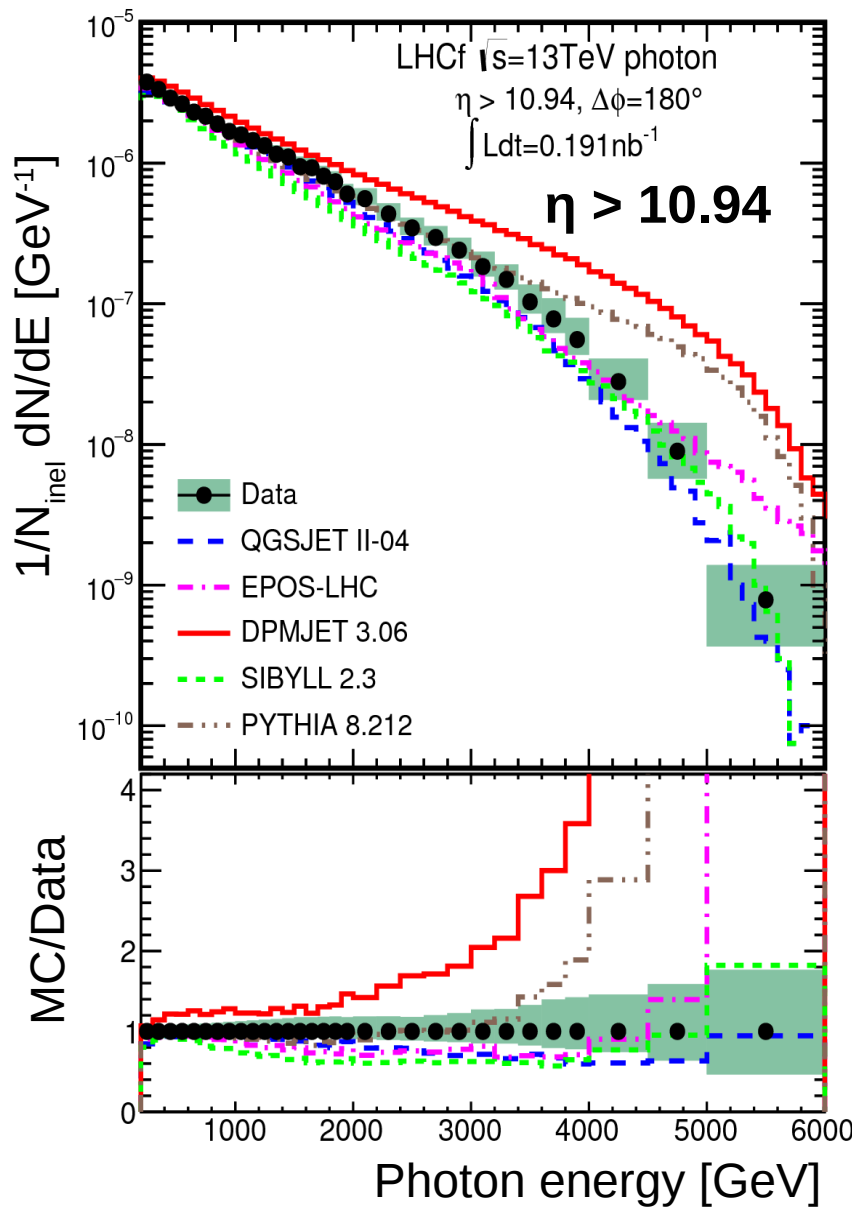 10⁻⁵
LHCf √s=13TeV photon
η > 10.94, Δϕ=180°
∫Ldt=0.191nb⁻¹
η > 10.94
10⁻⁶
10⁻⁷
10⁻⁸
10⁻⁹
10⁻¹⁰
1/N_inel dN/dE [GeV⁻¹]
Data
QGSJET II-04
EPOS-LHC
DPMJET 3.06
SIBYLL 2.3
PYTHIA 8.212
MC/Data
4
3
2
1
0
1000 2000 3000 4000 5000 6000
Photon energy [GeV]